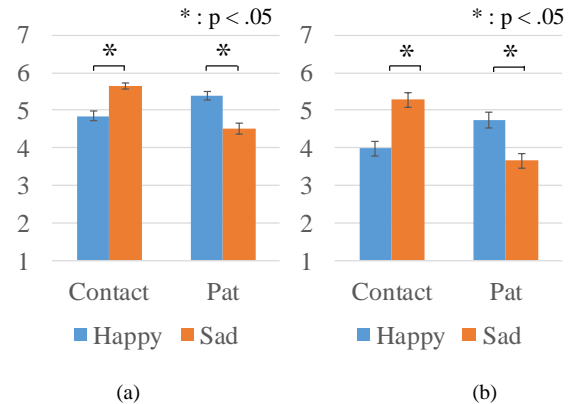 * : p < .05
* : p < .05
7
6
5
4
3
2
1
*
*
Contact
Pat
Happy
Sad
(a)
7
6
5
4
3
2
1
*
*
Contact
Pat
Happy
Sad
(b)